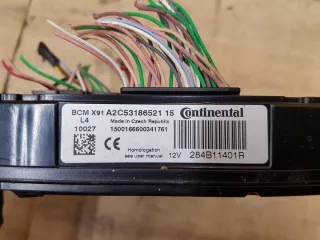 BCM X91 A2C53186521 15
Continental
L4
Made in Czech Republic
10027
1500166600341761
Homologation
see user manual
12V
284B11401R